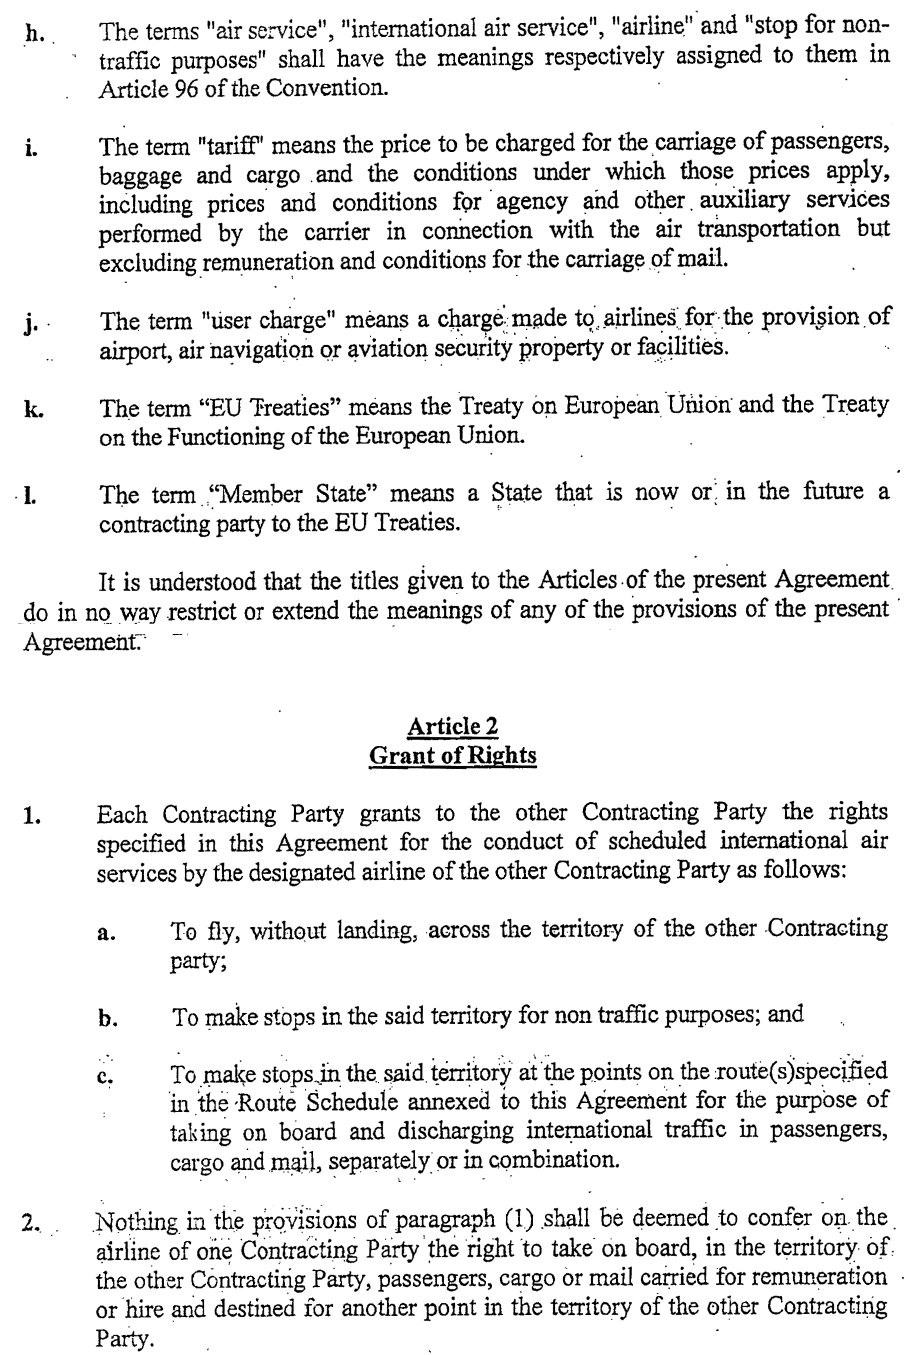 h. The terms "air service", "international air service", "airline" and "stop for non-
traffic purposes" shall have the meanings respectively assigned to them in
Article 96 of the Convention.
i. The term "tariff" means the price to be charged for the carriage of passengers,
baggage and cargo and the conditions under which those prices apply,
including prices and conditions for agency and other auxiliary services
performed by the carrier in connection with the air transportation but
excluding remuneration and conditions for the carriage of mail.
j. The term "user charge" means a charge made to airlines for the provision of
airport, air navigation or aviation security property or facilities.
k. The term “EU Treaties” means the Treaty on European Union and the Treaty
on the Functioning of the European Union.
l. The term “Member State” means a State that is now or in the future a
contracting party to the EU Treaties.
It is understood that the titles given to the Articles of the present Agreement
do in no way restrict or extend the meanings of any of the provisions of the present
Agreement.
Article 2
Grant of Rights
1. Each Contracting Party grants to the other Contracting Party the rights
specified in this Agreement for the conduct of scheduled international air
services by the designated airline of the other Contracting Party as follows:
a. To fly, without landing, across the territory of the other Contracting
party;
b. To make stops in the said territory for non traffic purposes; and
c. To make stops in the said territory at the points on the route(s)specified
in the Route Schedule annexed to this Agreement for the purpose of
taking on board and discharging international traffic in passengers,
cargo and mail, separately or in combination.
2. Nothing in the provisions of paragraph (1) shall be deemed to confer on the
airline of one Contracting Party the right to take on board, in the territory of
the other Contracting Party, passengers, cargo or mail carried for remuneration
or hire and destined for another point in the territory of the other Contracting
Party.